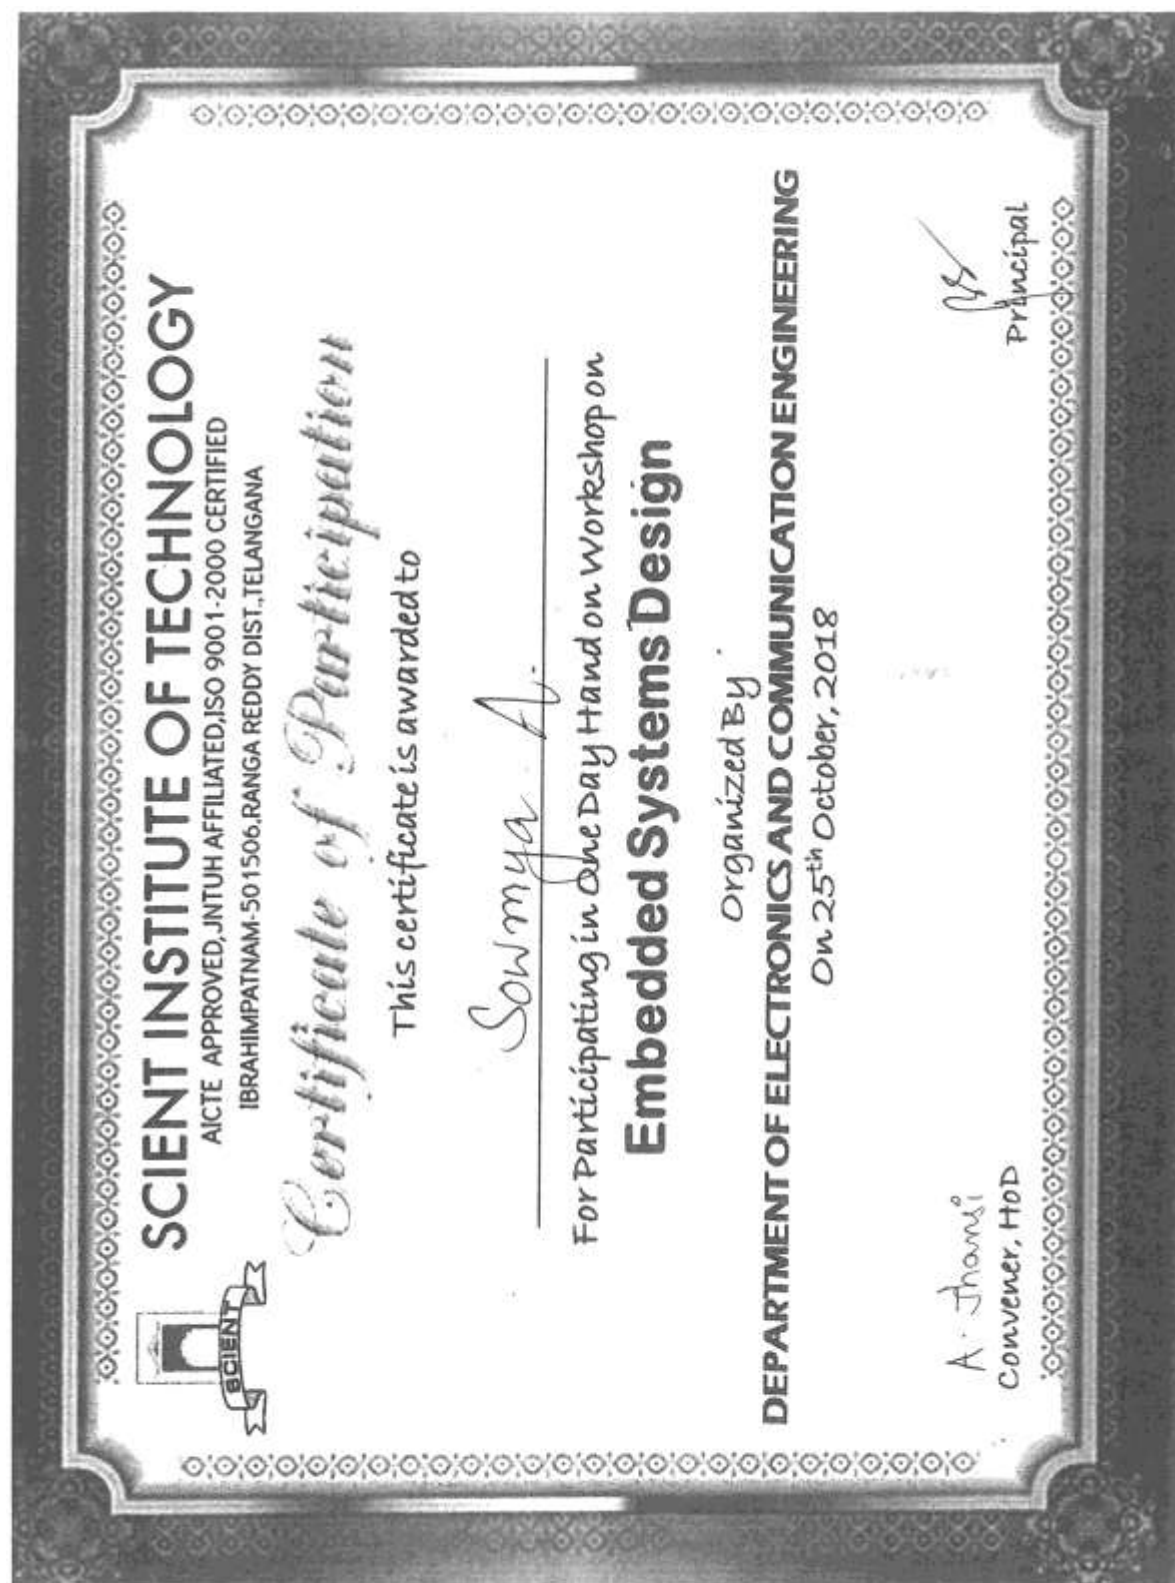 SCIENT
SCIENT INSTITUTE OF TECHNOLOGY
AICTE APPROVED,JNTUH AFFILIATED,ISO 9001-2000 CERTIFIED
IBRAHIMPATNAM-501506,RANGA REDDY DIST.,TELANGANA
Certificate of Participation
This certificate is awarded to
Sowmya A.
For Participating in One Day Hand on Workshop on
Embedded Systems Design
Organized By
DEPARTMENT OF ELECTRONICS AND COMMUNICATION ENGINEERING
On 25th October, 2018
A. Jhansi
Convener, HoD
Principal